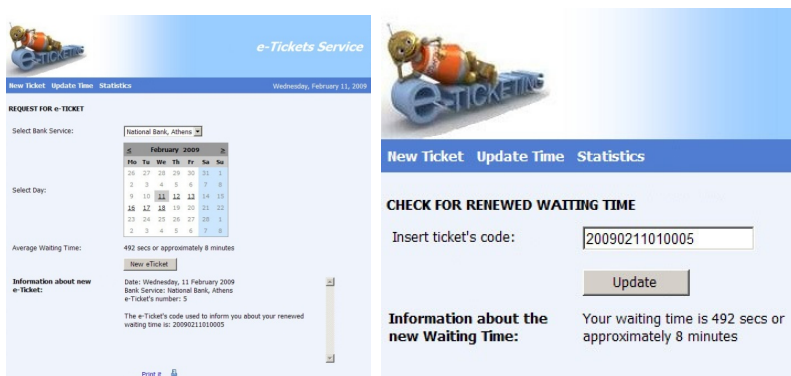 e-TICKETING
e-Tickets Service
New Ticket Update Time Statistics Wednesday, February 11, 2009
REQUEST FOR e-TICKET
Select Bank Service: National Bank, Athens
< February 2009 >
Mo Tu We Th Fr Sa Su
26 27 28 29 30 31 1
2 3 4 5 6 7 8
Select Day:
9 10 11 12 13 14 15
16 17 18 19 20 21 22
23 24 25 26 27 28 1
2 3 4 5 6 7 8
Average Waiting Time: 492 secs or approximately 8 minutes
New eTicket
Information about new
e-Ticket:
Date: Wednesday, 11 February 2009
Bank Service: National Bank, Athens
e-Ticket's number: 5
The e-Ticket's code used to inform you about your renewed
waiting time is: 20090211010005
Print it
e-TICKETING
New Ticket Update Time Statistics
CHECK FOR RENEWED WAITING TIME
Insert ticket's code: 20090211010005
Update
Information about the
new Waiting Time:
Your waiting time is 492 secs or
approximately 8 minutes